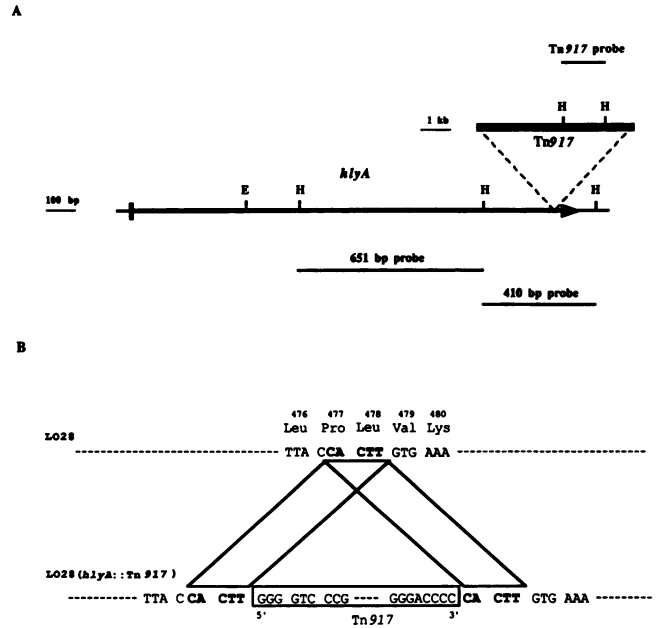 A
Tn917 probe
H H
1 kb
Tn917
hlyA
E H H H
100 bp
651 bp probe
410 bp probe
B
476 477 478 479 480
Leu Pro Leu Val Lys
LO28
TTA CCA CTT GTG AAA
LO28(hlyA::Tn917)
TTA C CA CTT GGG GTC CCG ---- GGGACCCC CA CTT GTG AAA
5' 3'
Tn917